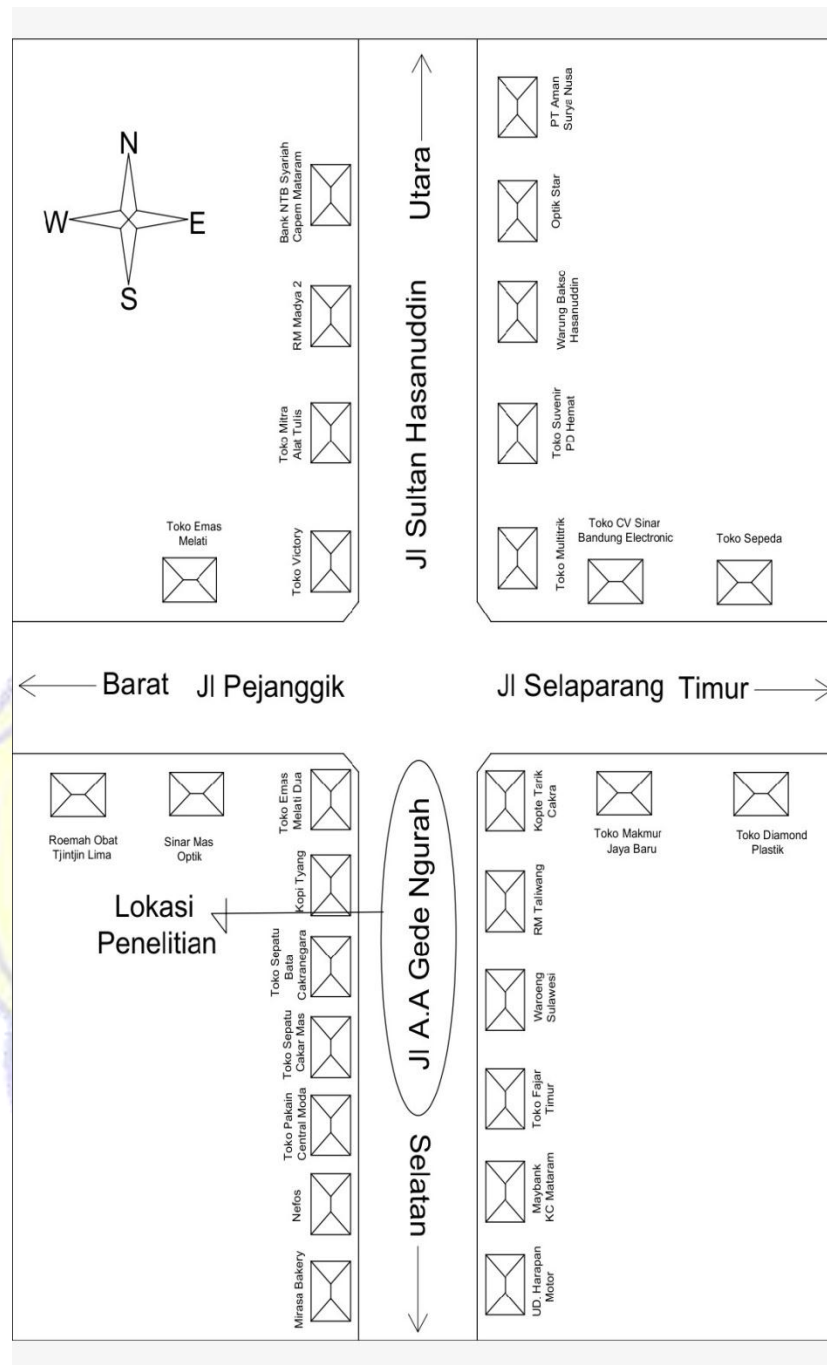 N
W
E
S
Bank NTB Syariah
Capem Mataram
RM Madya 2
Toko Mitra
Alat Tulis
Toko Victory
Toko Emas
Melati
Utara
Jl Sultan Hasanuddin
PT Aman
Surya Nusa
Optik Star
Warung Bakso
Hasanuddin
Toko Suvenir
PD Hemat
Toko Multitrik
Toko CV Sinar
Bandung Electronic
Toko Sepeda
Barat
Jl Pejanggik
Jl Selaparang
Timur
Roemah Obat
Tjintjin Lima
Sinar Mas
Optik
Toko Emas
Melati Dua
Kopi Tyang
Lokasi
Penelitian
Toko Sepatu
Bata
Cakranegara
Toko Sepatu
Cakar Mas
Toko Pakain
Central Moda
Nefos
Mirasa Bakery
Jl A.A Gede Ngurah
Selatan
Kopte Tarik
Cakra
Toko Makmur
Jaya Baru
Toko Diamond
Plastik
RM Taliwang
Waroeng
Sulawesi
Toko Fajar
Timur
Maybank
KC Mataram
UD. Harapan
Motor